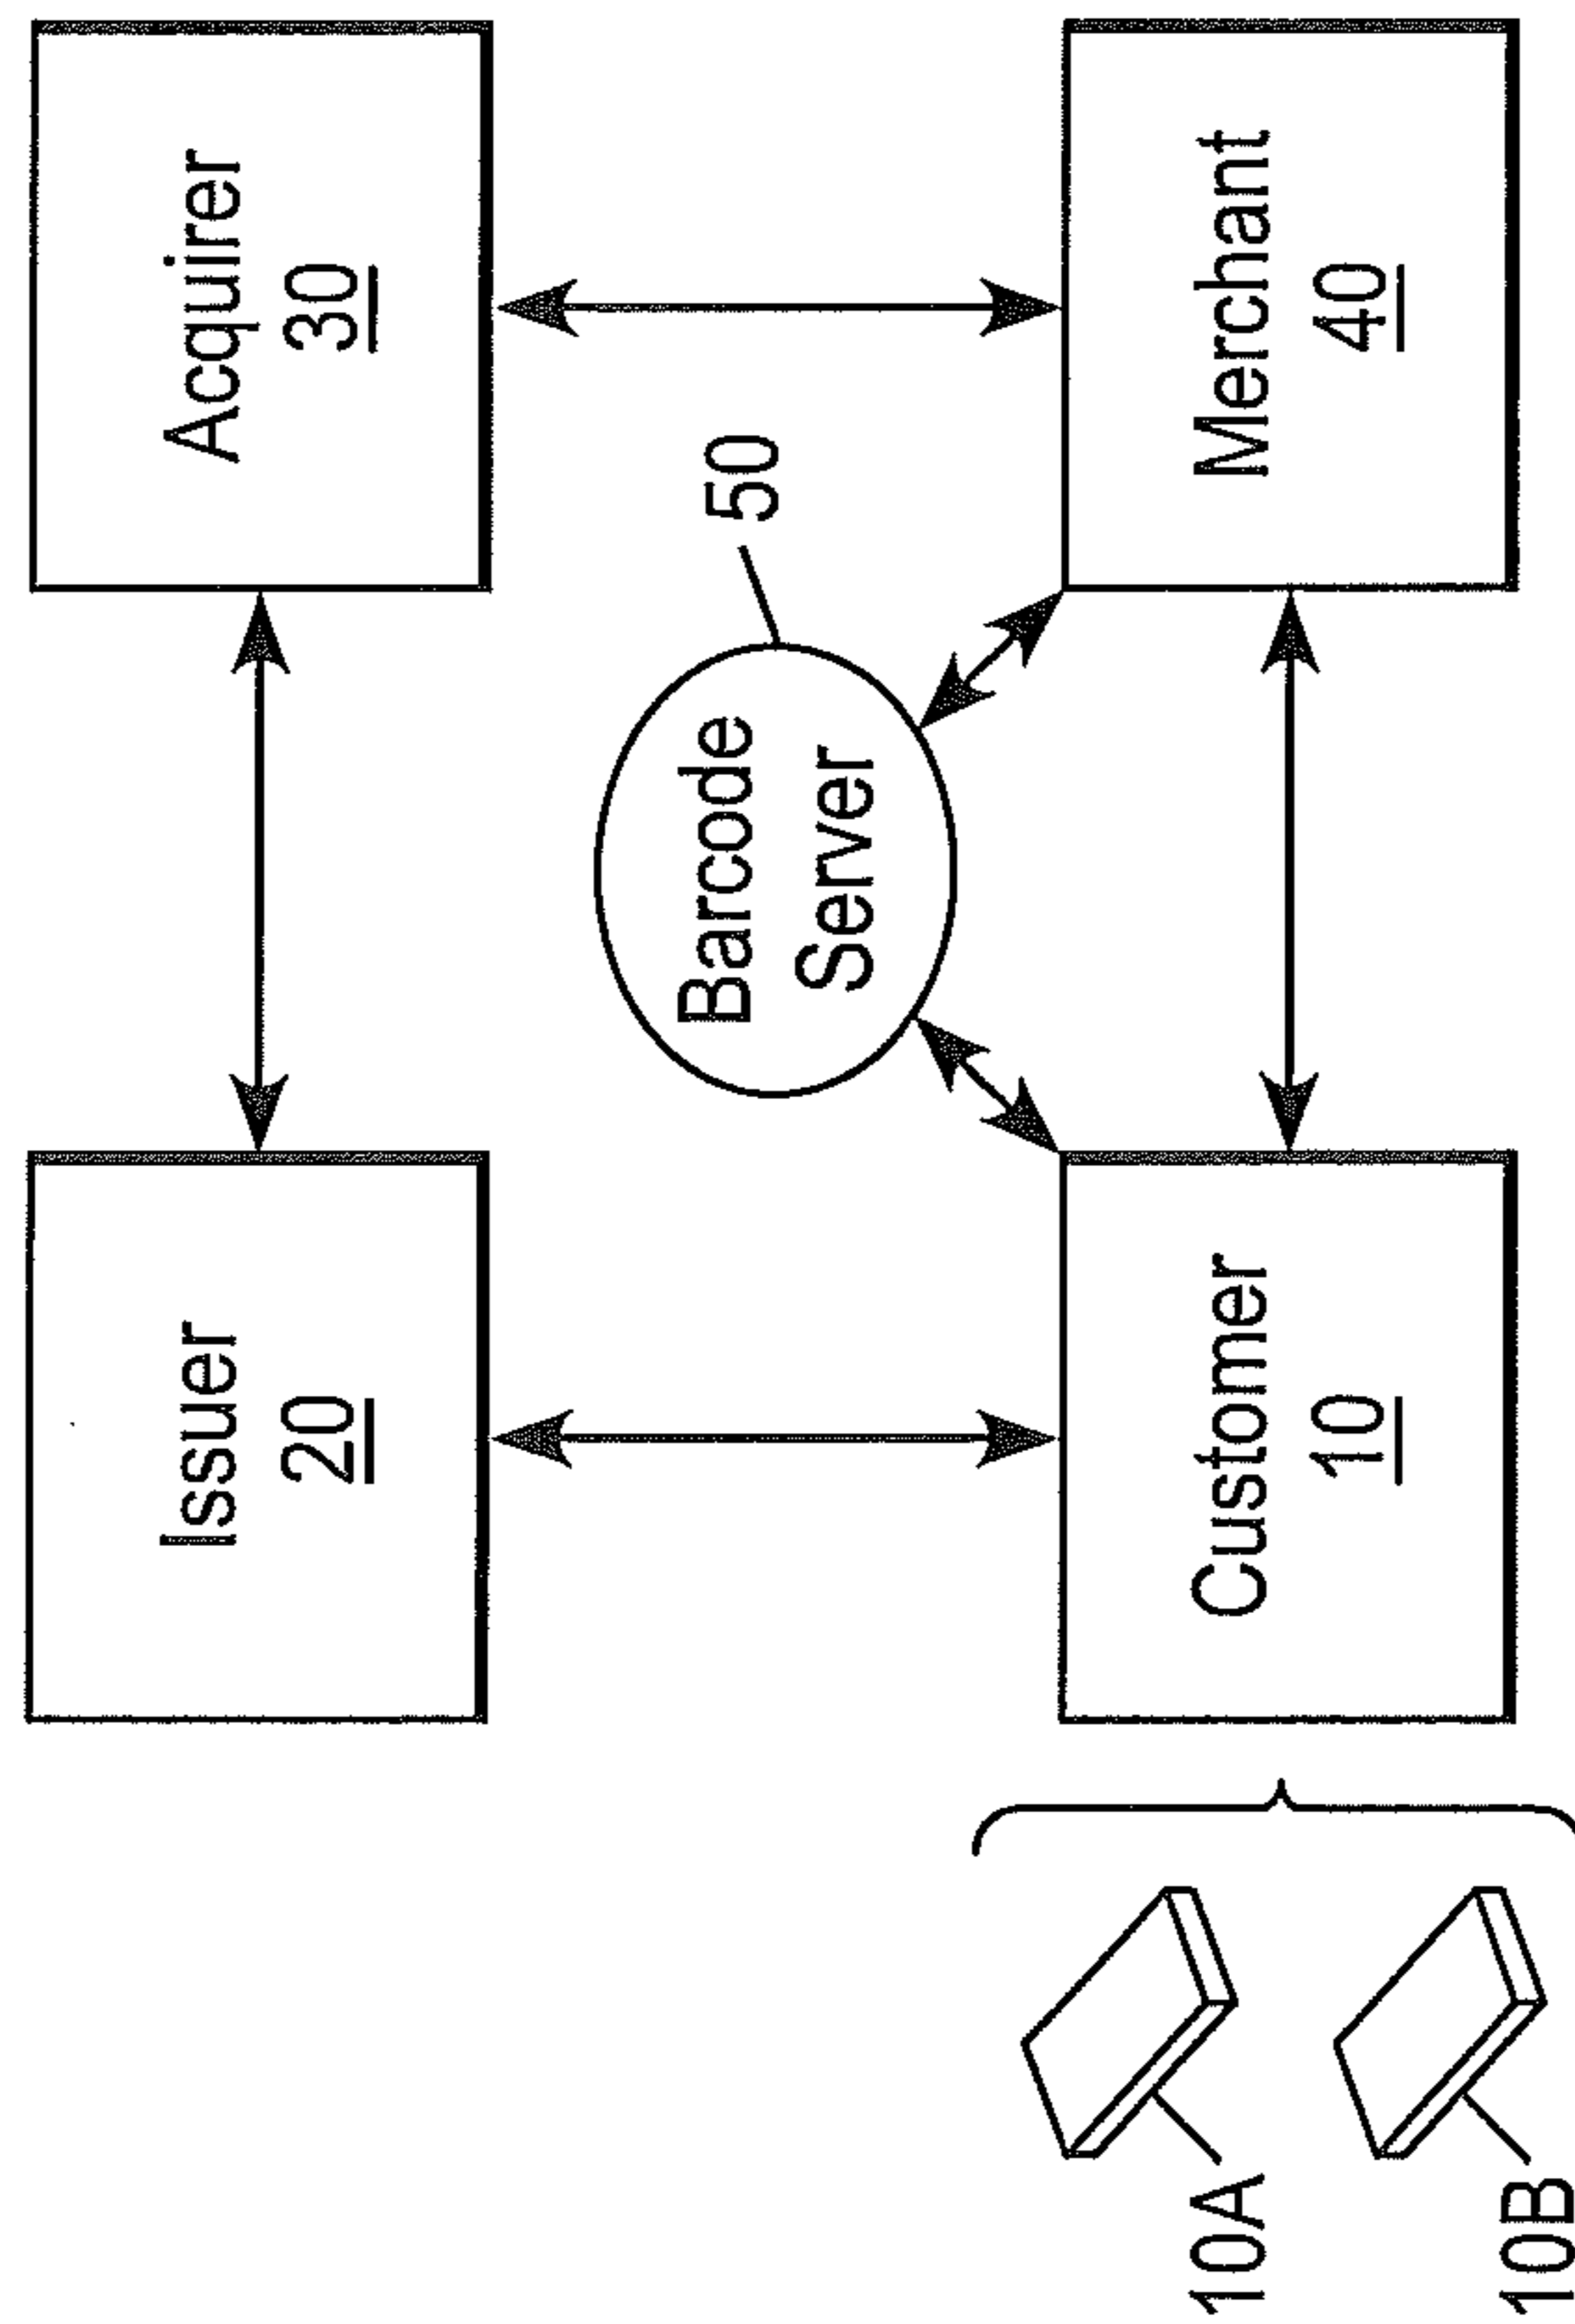 Issuer
20
Acquirer
30
Barcode
Server
50
Customer
10
Merchant
40
10A
10B